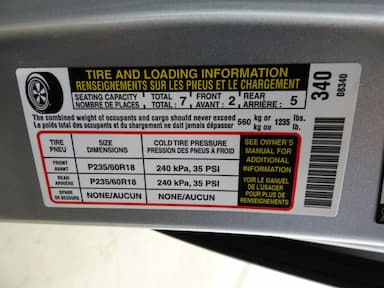 TIRE AND LOADING INFORMATION
RENSEIGNEMENTS SUR LES PNEUS ET LE CHARGEMENT
SEATING CAPACITY TOTAL FRONT REAR
NOMBRE DE PLACES TOTAL : 7 AVANT : 2 ARRIÈRE : 5
The combined weight of occupants and cargo should never exceed 560 kg or 1235 lbs.
Le poids total des occupants et du chargement ne doit jamais dépasser kg ou lb.
TIRE SIZE COLD TIRE PRESSURE
PNEU DIMENSIONS PRESSION DES PNEUS À FROID
FRONT
AVANT P235/60R18 240 kPa, 35 PSI
REAR
ARRIÈRE P235/60R18 240 kPa, 35 PSI
SPARE
DE SECOURS NONE/AUCUN NONE/AUCUN
SEE OWNER'S
MANUAL FOR
ADDITIONAL
INFORMATION
VOIR LE MANUEL
DE L'USAGER
POUR PLUS DE
RENSEIGNEMENTS
340
08340